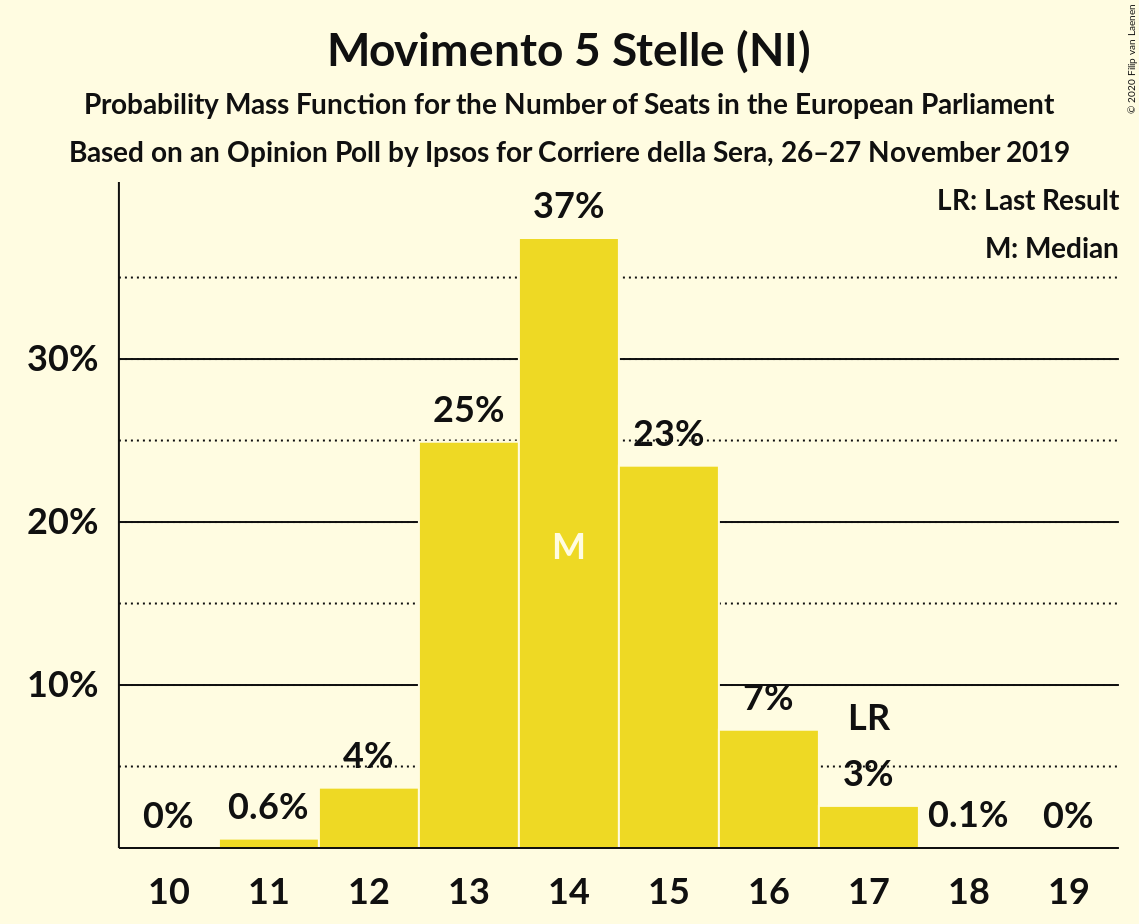 Movimento 5 Stelle (NI)
Probability Mass Function for the Number of Seats in the European Parliament
Based on an Opinion Poll by Ipsos for Corriere della Sera, 26–27 November 2019
© 2020 Filip van Laenen
LR: Last Result
M: Median
37%
30%
25%
23%
20%
M
10%
7%
LR
4%
3%
0%
0.6%
0.1%
0%
10 11 12 13 14 15 16 17 18 19